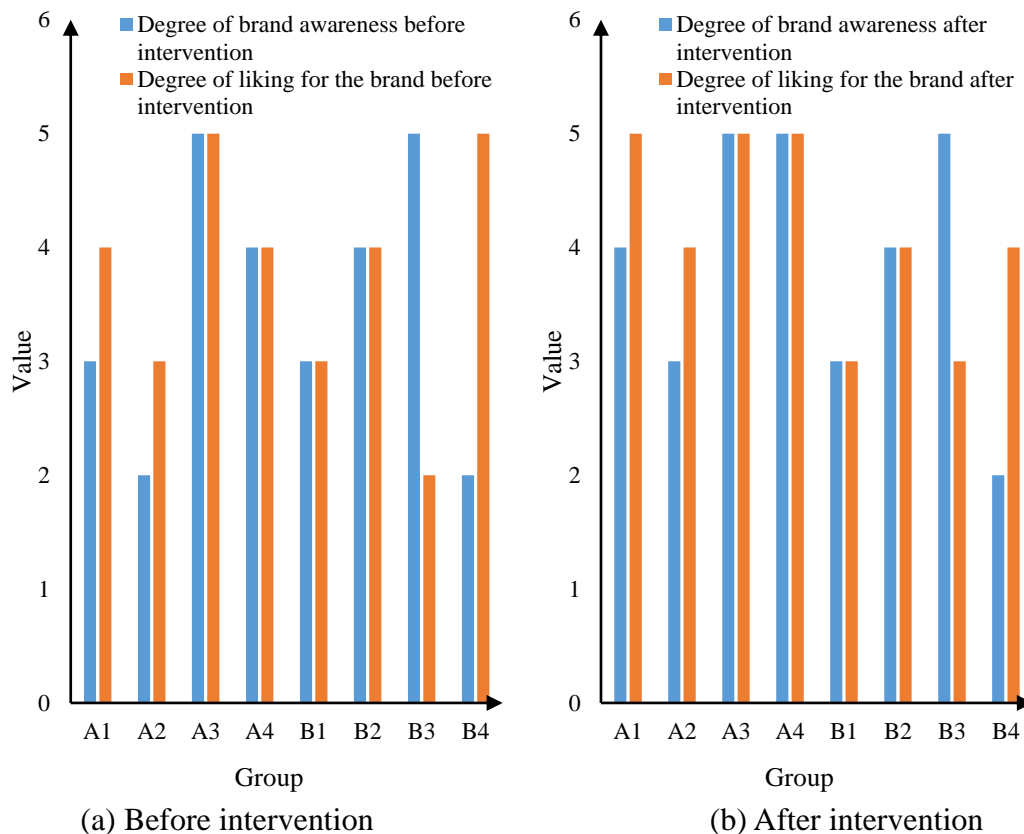 Degree of brand awareness before
intervention
Degree of liking for the brand before
intervention
6
5
4
3
2
1
0
Value
A1 A2 A3 A4 B1 B2 B3 B4
Group
(a) Before intervention
Degree of brand awareness after
intervention
Degree of liking for the brand after
intervention
6
5
4
3
2
1
0
Value
A1 A2 A3 A4 B1 B2 B3 B4
Group
(b) After intervention